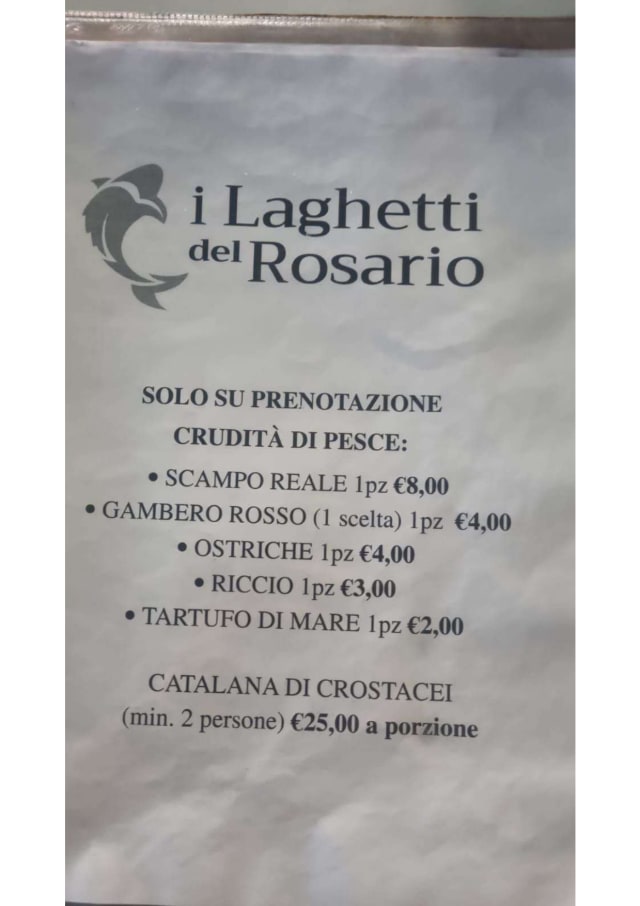 i Laghetti
del Rosario
SOLO SU PRENOTAZIONE
CRUDITÀ DI PESCE:
• SCAMPO REALE 1pz €8,00
• GAMBERO ROSSO (1 scelta) 1pz €4,00
• OSTRICHE 1pz €4,00
• RICCIO 1pz €3,00
• TARTUFO DI MARE 1pz €2,00
CATALANA DI CROSTACEI
(min. 2 persone) €25,00 a porzione